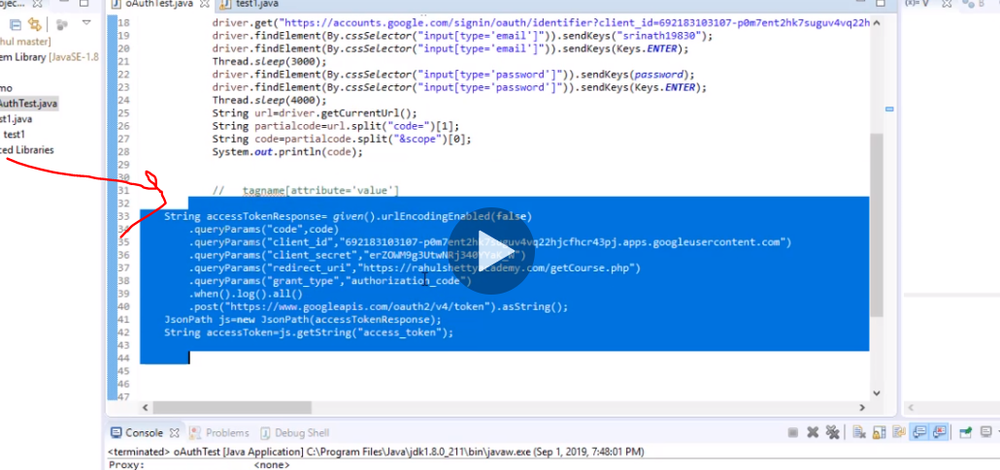 oAuthTest.java
test1.java
hul master]
em Library [JavaSE-1.8
mo
AuthTest.java
st1.java
test1
ced Libraries
18 driver.get("https://accounts.google.com/signin/oauth/identifier?client_id=692183103107-p0m7ent2hk7suguv4vq22h
19 driver.findElement(By.cssSelector("input[type='email']")).sendKeys("srinath19830");
20 driver.findElement(By.cssSelector("input[type='email']")).sendKeys(Keys.ENTER);
21 Thread.sleep(3000);
22 driver.findElement(By.cssSelector("input[type='password']")).sendKeys(password);
23 driver.findElement(By.cssSelector("input[type='password']")).sendKeys(Keys.ENTER);
24 Thread.sleep(4000);
25 String url=driver.getCurrentUrl();
26 String partialcode=url.split("code=")[1];
27 String code=partialcode.split("&scope")[0];
28 System.out.println(code);
29
30
31 // tagname[attribute='value']
32
33 String accessTokenResponse= given().urlEncodingEnabled(false)
34 .queryParams("code",code)
35 .queryParams("client_id","692183103107-p0m7ent2hk7suguv4vq22hjcfhcr43pj.apps.googleusercontent.com")
36 .queryParams("client_secret",
37 .queryParams("redirect_uri","https://rahulshettyacademy.com/getCourse.php")
38 .queryParams("grant_type","authorization_code")
39 .when().log().all()
40 .post("https://www.googleapis.com/oauth2/v4/token").asString();
41 JsonPath js=new JsonPath(accessTokenResponse);
42 String accessToken=js.getString("access_token");
43
44
45
46
47
Console Problems Debug Shell
<terminated> oAuthTest [Java Application] C:\Program Files\Java\jdk1.8.0_211\bin\javaw.exe (Sep 1, 2019, 7:48:01 PM)
Proxy: <none>